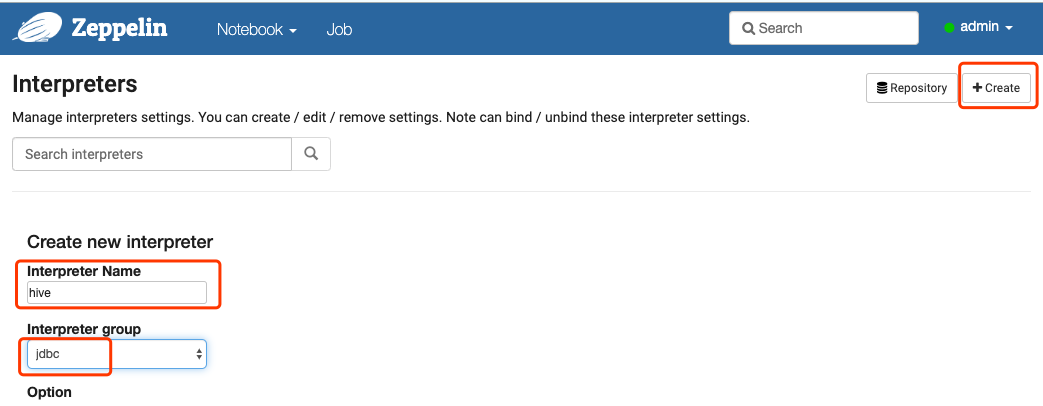 Zeppelin Notebook Job Search admin
Interpreters
Repository Create
Manage interpreters settings. You can create / edit / remove settings. Note can bind / unbind these interpreter settings.
Search interpreters
Create new interpreter
Interpreter Name
hive
Interpreter group
jdbc
Option